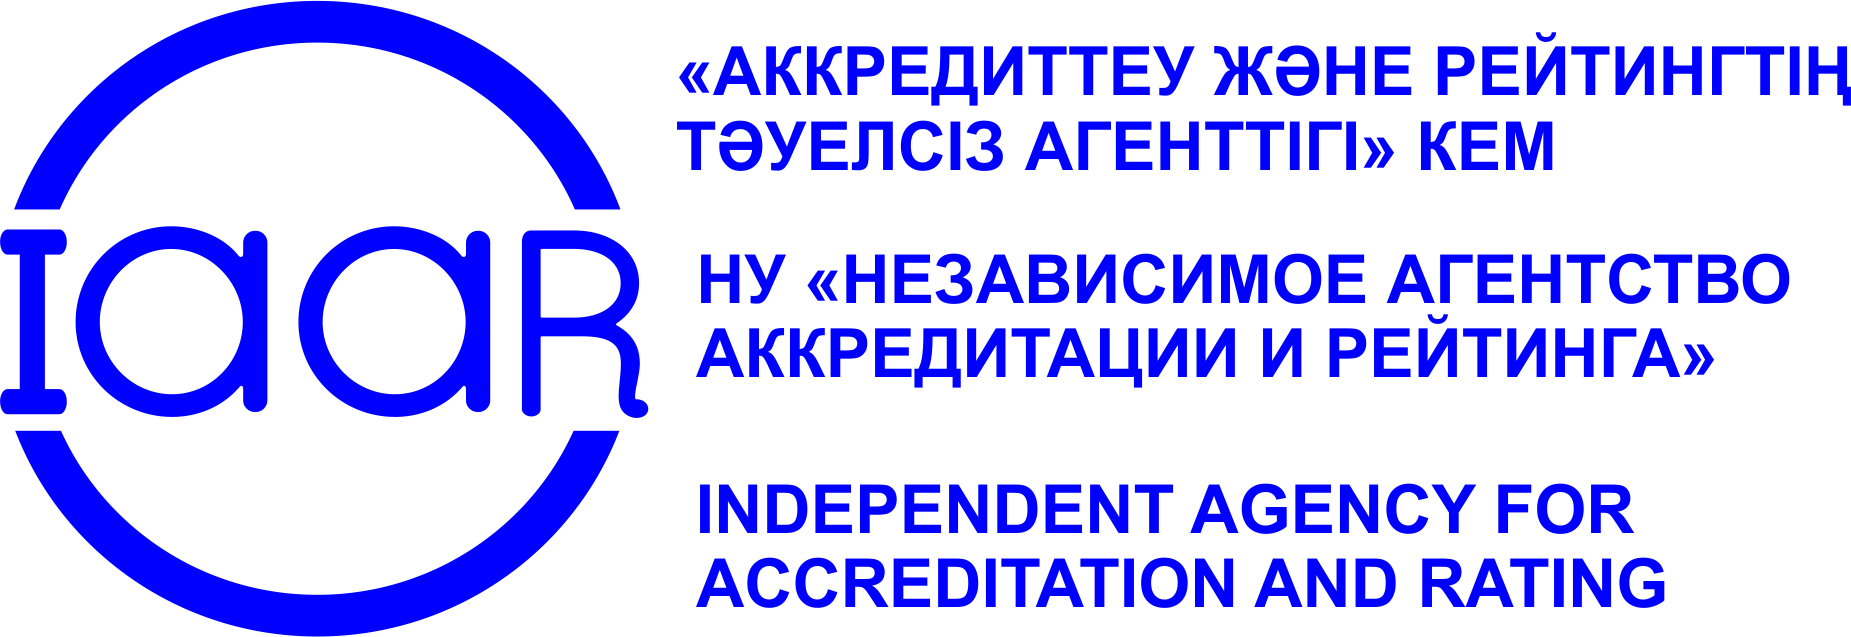 IaaR
«АККРЕДИТТЕУ ЖӘНЕ РЕЙТИНГТІҢ
ТӘУЕЛСІЗ АГЕНТТІГІ» КЕМ
НУ «НЕЗАВИСИМОЕ АГЕНТСТВО
АККРЕДИТАЦИИ И РЕЙТИНГА»
INDEPENDENT AGENCY FOR
ACCREDITATION AND RATING